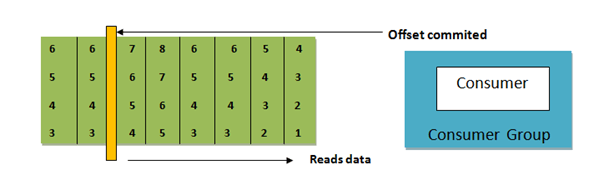 Offset commited
6 6 7 8 6 6 5 4
5 5 6 7 5 5 4 3
4 4 5 6 4 4 3 2
3 3 4 5 3 3 2 1
Reads data
Consumer
Consumer Group